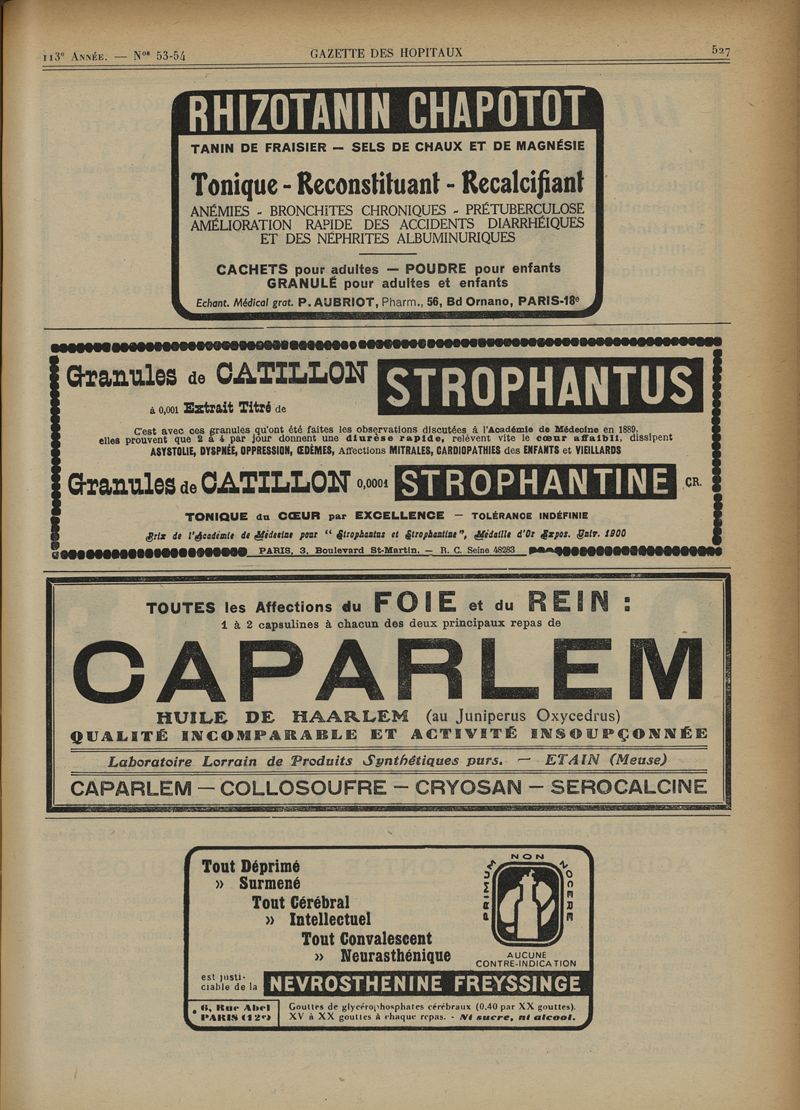 113e ANNÉE. — Nos 53-54
GAZETTE DES HOPITAUX
527
RHIZOTANIN CHAPOTOT
TANIN DE FRAISIER — SELS DE CHAUX ET DE MAGNÉSIE
Tonique - Reconstituant - Recalcifiant
ANÉMIES - BRONCHITES CHRONIQUES - PRÉTUBERCULOSE
AMÉLIORATION RAPIDE DES ACCIDENTS DIARRHÉIQUES
ET DES NÉPHRITES ALBUMINURIQUES
CACHETS pour adultes — POUDRE pour enfants
GRANULÉ pour adultes et enfants
Echant. Médical grat. P. AUBRIOT, Pharm., 56, Bd Ornano, PARIS-18e
Granules de CATILLON
à 0,001 Extrait Titré de
STROPHANTUS
C'est avec ces granules qu'ont été faites les observations discutées à l'Académie de Médecine en 1889,
elles prouvent que 2 à 4 par jour donnent une diurèse rapide, relèvent vite le cœur affaibli, dissipent
ASYSTOLIE, DYSPNÉE, OPPRESSION, ŒDÈMES, Affections MITRALES, CARDIOPATHIES des ENFANTS et VIEILLARDS
Granules de CATILLON 0,0001 STROPHANTINE CR.
TONIQUE du CŒUR par EXCELLENCE — TOLÉRANCE INDÉFINIE
Prix de l'Académie de Médecine pour "Strophantus et Strophantine", Médaille d'Or Expos. Univ. 1900
PARIS, 3, Boulevard St-Martin. — R. C. Seine 48283
TOUTES les Affections du FOIE et du REIN :
1 à 2 capsulines à chacun des deux principaux repas de
CAPARLEM
HUILE DE HAARLEM (au Juniperus Oxycedrus)
QUALITÉ INCOMPARABLE ET ACTIVITÉ INSOUPÇONNÉE
Laboratoire Lorrain de Produits Synthétiques purs. — ETAIN (Meuse)
CAPARLEM — COLLOSOUFRE — CRYOSAN — SEROCALCINE
Tout Déprimé
» Surmené
Tout Cérébral
» Intellectuel
Tout Convalescent
» Neurasthénique
PRIMUM NON NOCERE
AUCUNE
CONTRE-INDICATION
est justi-
ciable de la
NEVROSTHENINE FREYSSINGE
6, Rue Abel
PARIS (12e)
Gouttes de glycérophosphates cérébraux (0.40 par XX gouttes).
XV à XX gouttes à chaque repas. - Ni sucre, ni alcool.